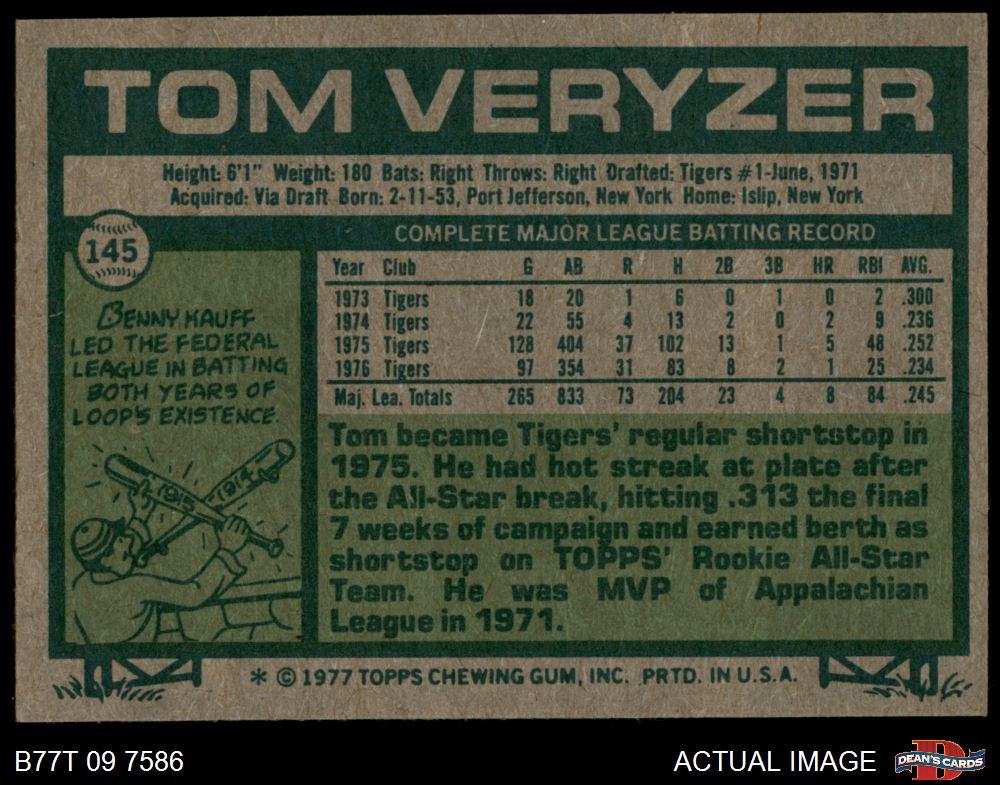 TOM VERYZER
Height: 6'1" Weight: 180 Bats: Right Throws: Right Drafted: Tigers #1-June, 1971
Acquired: Via Draft Born: 2-11-53, Port Jefferson, New York Home: Islip, New York
145
COMPLETE MAJOR LEAGUE BATTING RECORD
Year Club G AB R H 2B 3B HR RBI AVG.
1973 Tigers 18 20 1 6 0 1 0 2 .300
1974 Tigers 22 55 4 13 2 0 2 9 .236
1975 Tigers 128 404 37 102 13 1 5 48 .252
1976 Tigers 97 354 31 83 8 2 1 25 .234
Maj. Lea. Totals 265 833 73 204 23 4 8 84 .245
BENNY KAUFF
LED THE FEDERAL
LEAGUE IN BATTING
BOTH YEARS OF
LOOP'S EXISTENCE.
1915 1914
Tom became Tigers' regular shortstop in
1975. He had hot streak at plate after
the All-Star break, hitting .313 the final
7 weeks of campaign and earned berth as
shortstop on TOPPS' Rookie All-Star
Team. He was MVP of Appalachian
League in 1971.
* © 1977 TOPPS CHEWING GUM, INC. PRTD. IN U.S.A.
B77T 09 7586
ACTUAL IMAGE
D
DEAN'S CARDS